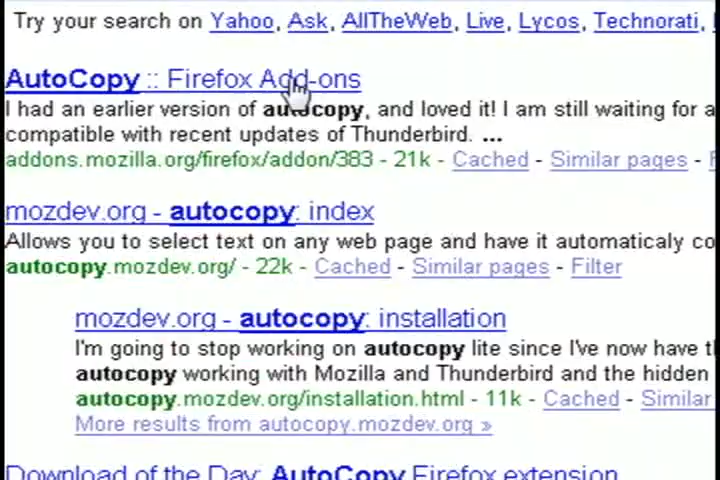 Try your search on Yahoo, Ask, AllTheWeb, Live, Lycos, Technorati,
AutoCopy :: Firefox Add-ons
I had an earlier version of autocopy, and loved it! I am still waiting for a
compatible with recent updates of Thunderbird. ...
addons.mozilla.org/firefox/addon/383 - 21k - Cached - Similar pages -
mozdev.org - autocopy: index
Allows you to select text on any web page and have it automaticaly co
autocopy.mozdev.org/ - 22k - Cached - Similar pages - Filter
mozdev.org - autocopy: installation
I'm going to stop working on autocopy lite since I've now have t
autocopy working with Mozilla and Thunderbird and the hidden
autocopy.mozdev.org/installation.html - 11k - Cached - Similar
More results from autocopy.mozdev.org »
Download of the Day: AutoCopy Firefox extension